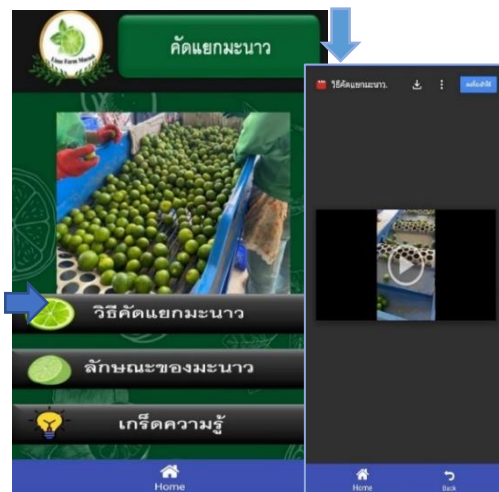 คัดแยกมะนาว
วิธีคัดแยกมะนาว
ลักษณะของมะนาว
เกร็ดความรู้
Home
วิธีคัดแยกมะนาว.
Home
Back